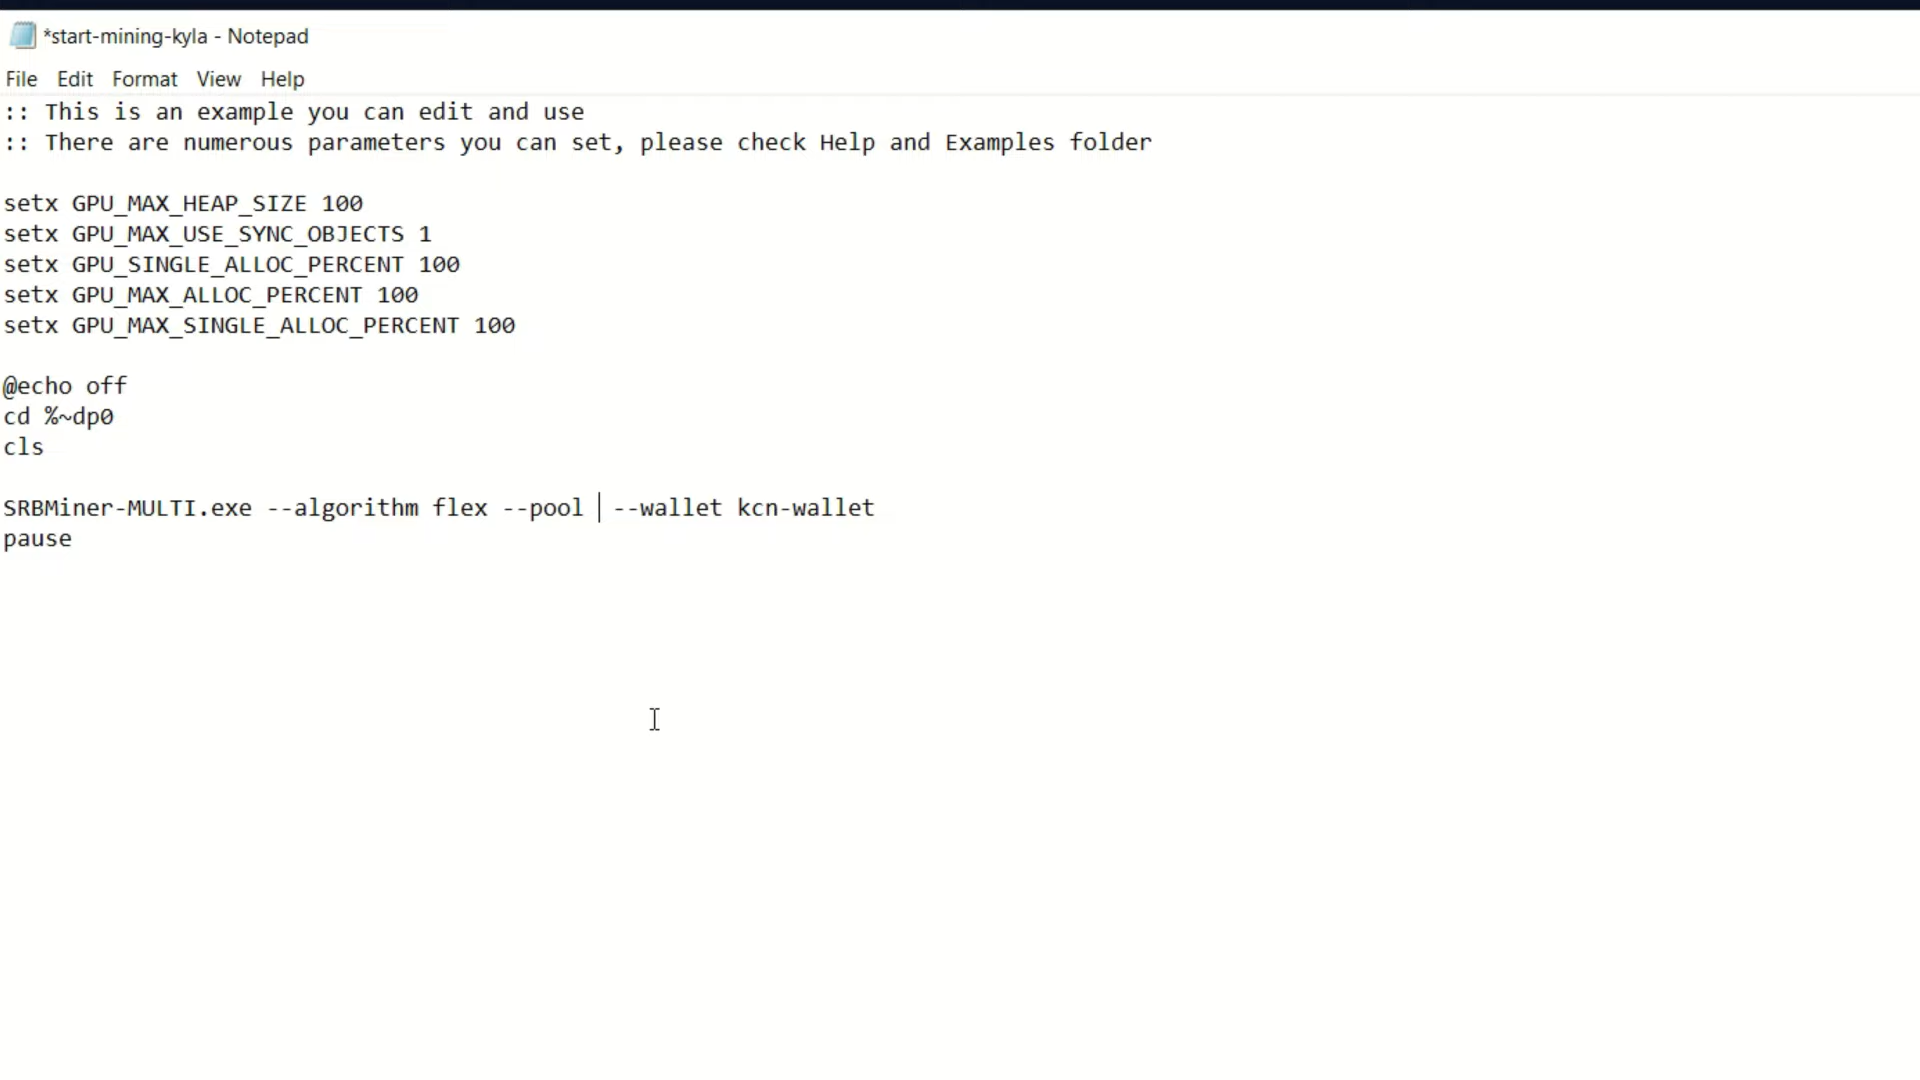 *start-mining-kyla - Notepad
File Edit Format View Help
:: This is an example you can edit and use
:: There are numerous parameters you can set, please check Help and Examples folder
setx GPU_MAX_HEAP_SIZE 100
setx GPU_MAX_USE_SYNC_OBJECTS 1
setx GPU_SINGLE_ALLOC_PERCENT 100
setx GPU_MAX_ALLOC_PERCENT 100
setx GPU_MAX_SINGLE_ALLOC_PERCENT 100
@echo off
cd %~dp0
cls
SRBMiner-MULTI.exe --algorithm flex --pool  --wallet kcn-wallet
pause